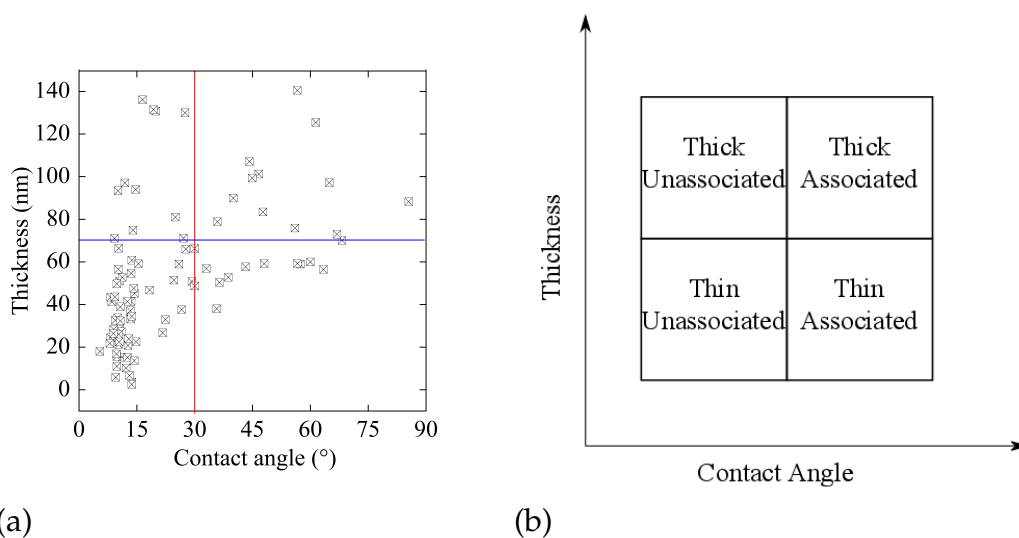 140
120
100
80
60
40
20
0
Thickness (nm)
0 15 30 45 60 75 90
Contact angle (°)
(a)
Thickness
Thick
Unassociated
Thick
Associated
Thin
Unassociated
Thin
Associated
Contact Angle
(b)